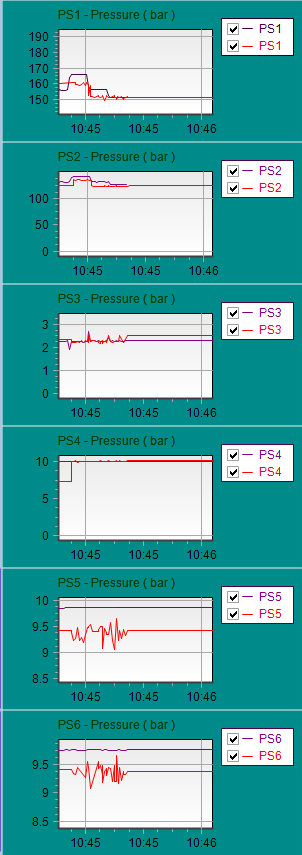 PS1 - Pressure ( bar )
190
180
170
160
150
10:45
10:45
10:46
PS1
PS1
PS2 - Pressure ( bar )
100
50
0
10:45
10:45
10:46
PS2
PS2
PS3 - Pressure ( bar )
3
2
1
0
10:45
10:45
10:46
PS3
PS3
PS4 - Pressure ( bar )
10
5
0
10:45
10:45
10:46
PS4
PS4
PS5 - Pressure ( bar )
10
9.5
9
8.5
10:45
10:45
10:46
PS5
PS5
PS6 - Pressure ( bar )
9.5
9
8.5
10:45
10:45
10:46
PS6
PS6